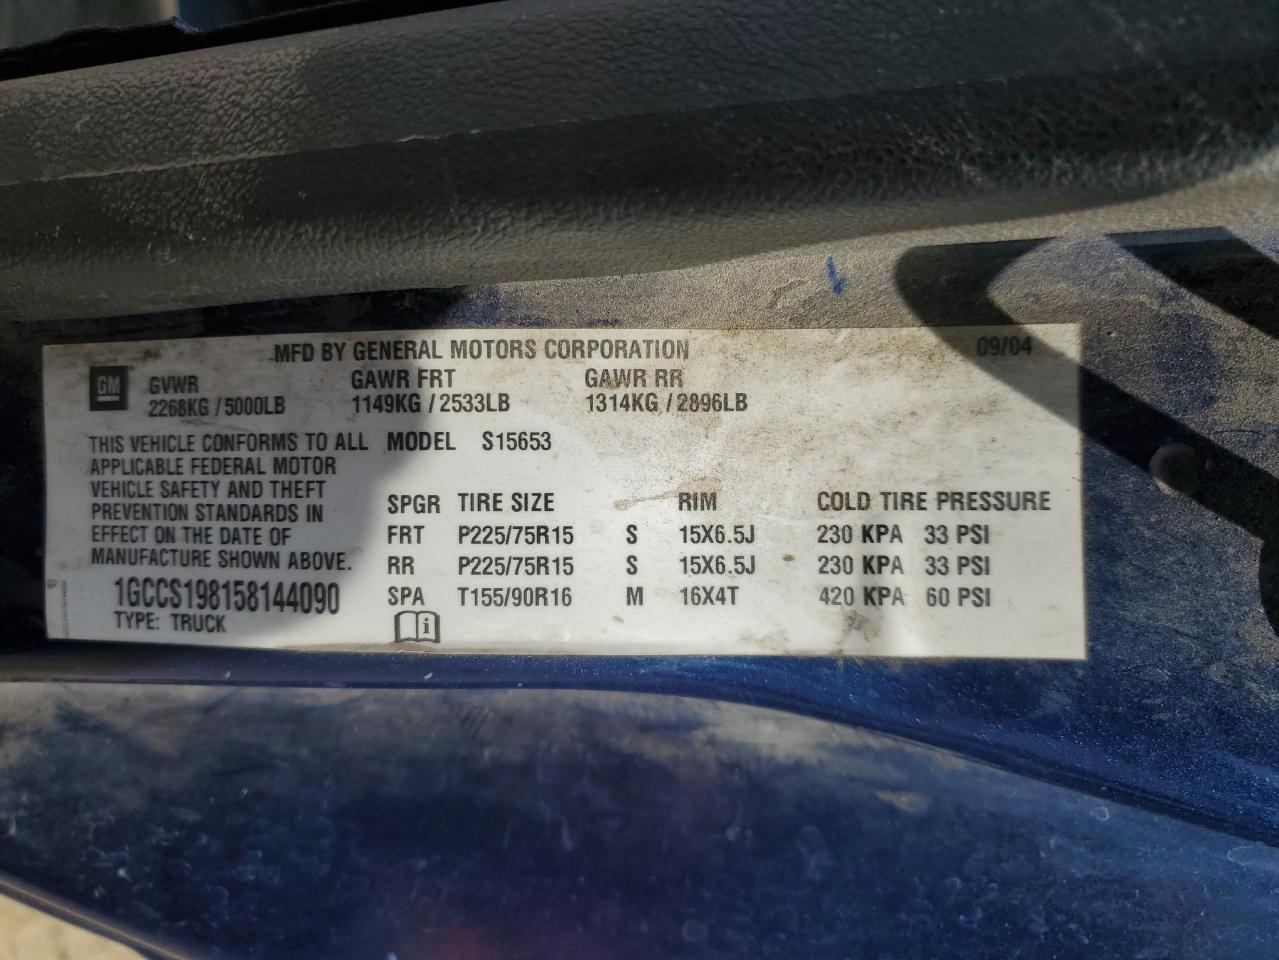 MFD BY GENERAL MOTORS CORPORATION 09/04
GM
GVWR GAWR FRT GAWR RR
2268KG / 5000LB 1149KG / 2533LB 1314KG / 2896LB
THIS VEHICLE CONFORMS TO ALL MODEL S15653
APPLICABLE FEDERAL MOTOR
VEHICLE SAFETY AND THEFT
PREVENTION STANDARDS IN
EFFECT ON THE DATE OF
MANUFACTURE SHOWN ABOVE.
1GCCS198158144090
TYPE: TRUCK
SPGR TIRE SIZE RIM COLD TIRE PRESSURE
FRT P225/75R15 S 15X6.5J 230 KPA 33 PSI
RR P225/75R15 S 15X6.5J 230 KPA 33 PSI
SPA T155/90R16 M 16X4T 420 KPA 60 PSI
i